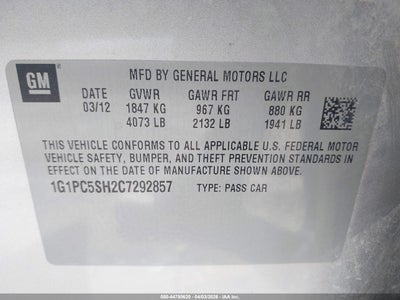 GM
MFD BY GENERAL MOTORS LLC
DATE GVWR GAWR FRT GAWR RR
03/12 1847 KG 967 KG 880 KG
4073 LB 2132 LB 1941 LB
THIS VEHICLE CONFORMS TO ALL APPLICABLE U.S. FEDERAL MOTOR
VEHICLE SAFETY, BUMPER, AND THEFT PREVENTION STANDARDS IN
EFFECT ON THE DATE OF MANUFACTURE SHOWN ABOVE.
1G1PC5SH2C7292857 TYPE: PASS CAR